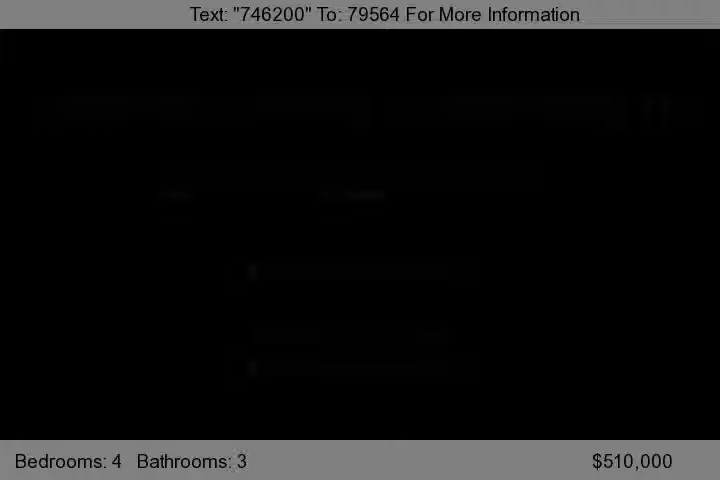 Text: "746200" To: 79564 For More Information
Bedrooms: 4 Bathrooms: 3
$510,000